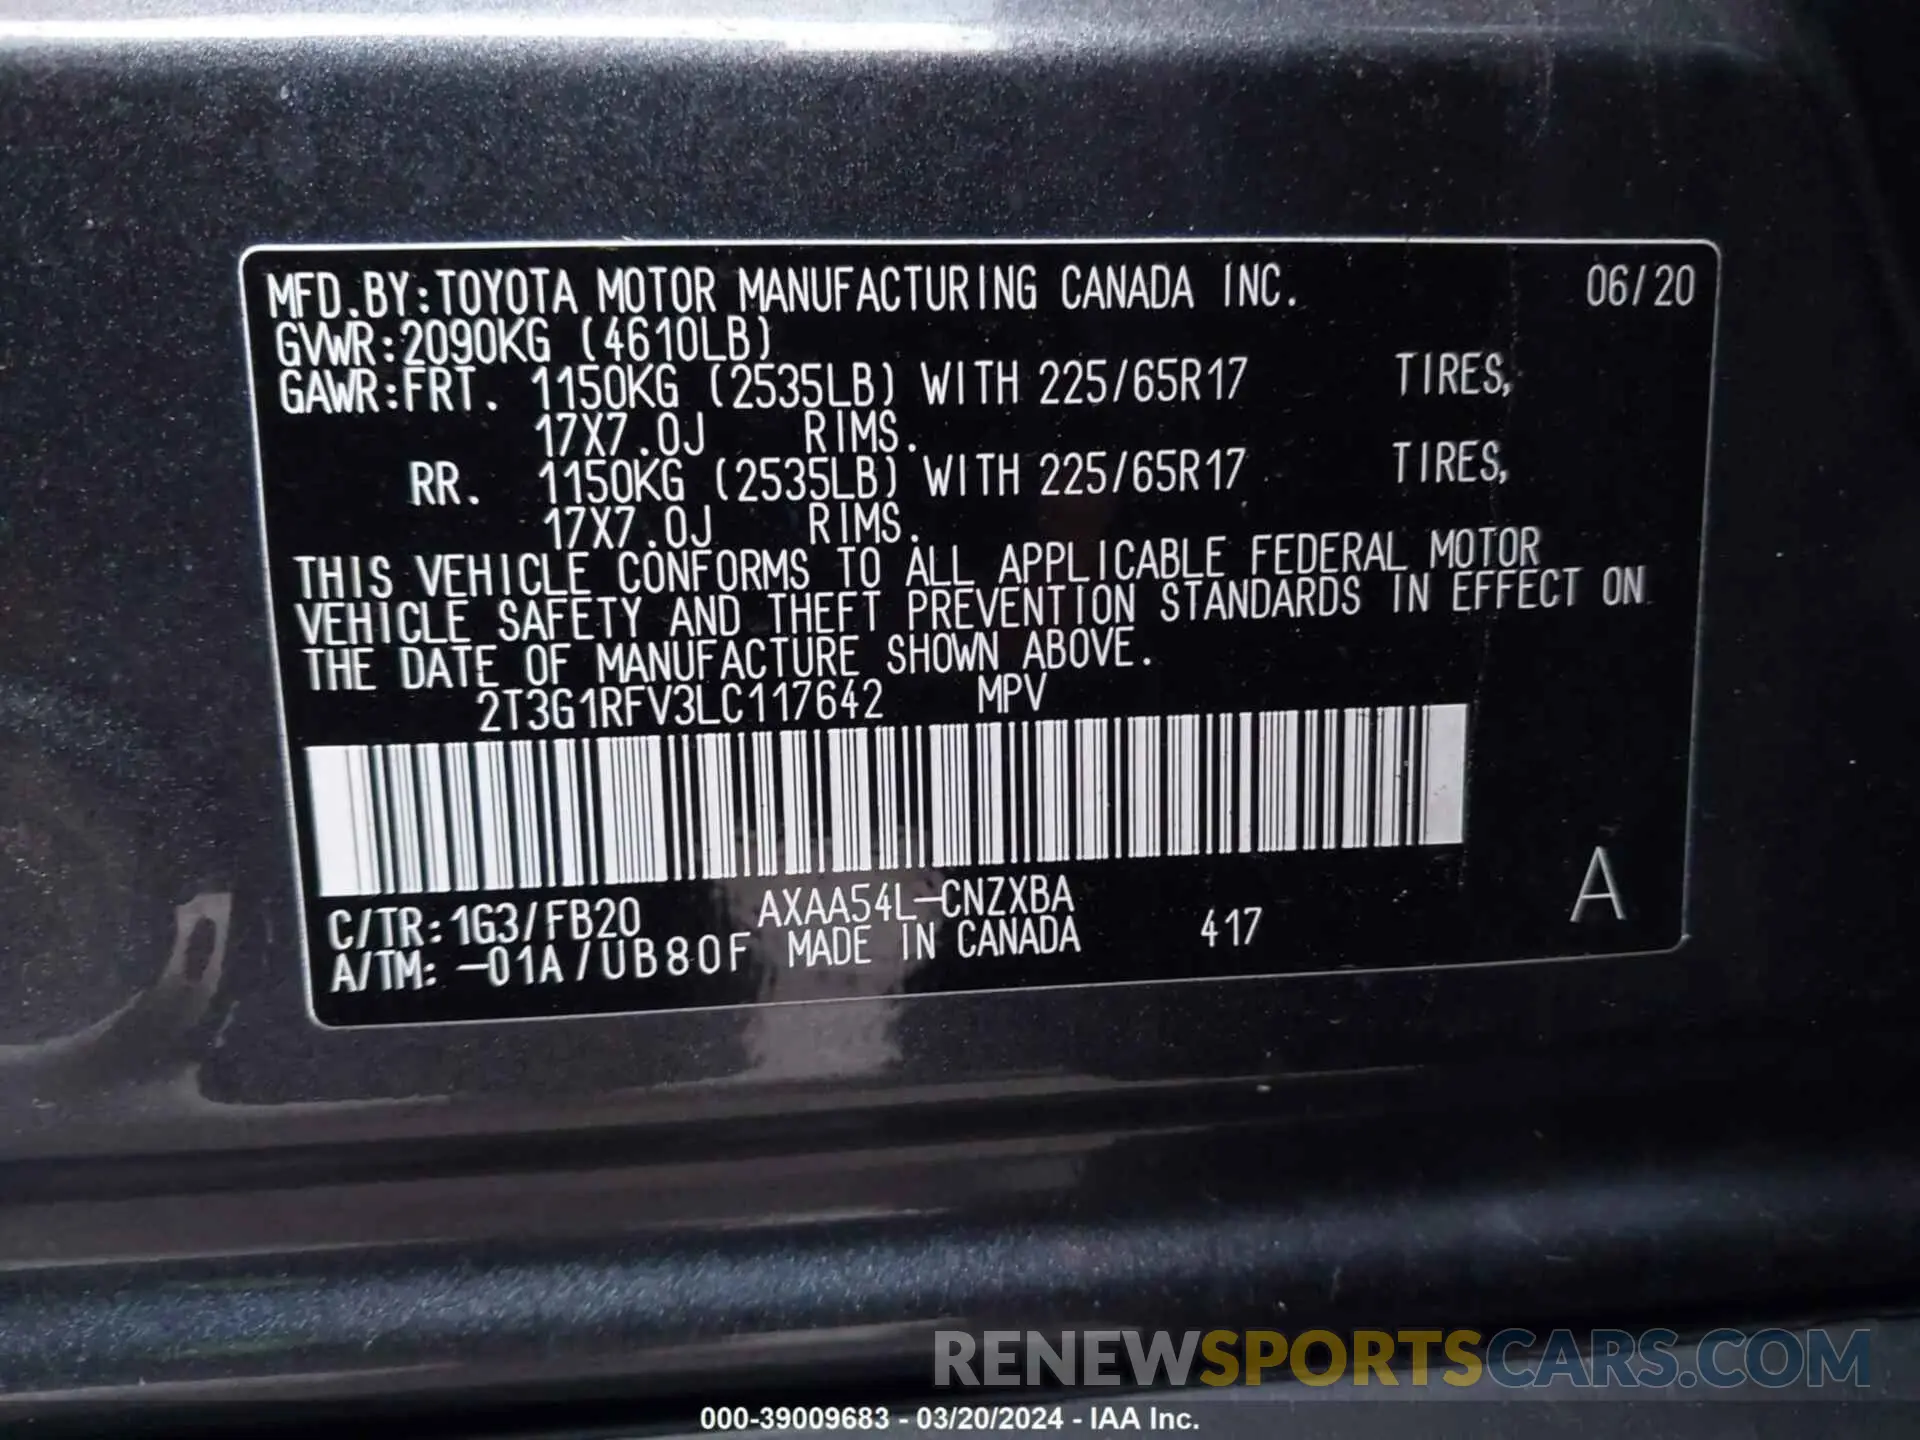 MFD.BY:TOYOTA MOTOR MANUFACTURING CANADA INC. 06/20
GVWR:2090KG (4610LB)
GAWR:FRT. 1150KG (2535LB) WITH 225/65R17 TIRES,
17X7.0J RIMS.
RR. 1150KG (2535LB) WITH 225/65R17 TIRES,
17X7.0J RIMS.
THIS VEHICLE CONFORMS TO ALL APPLICABLE FEDERAL MOTOR
VEHICLE SAFETY AND THEFT PREVENTION STANDARDS IN EFFECT ON
THE DATE OF MANUFACTURE SHOWN ABOVE.
2T3G1RFV3LC117642 MPV
C/TR:1G3/FB20 AXAA54L-CNZXBA A
A/TM: -01A/UB80F MADE IN CANADA 417
RENEWSPORTSCARS.COM
000-39009683 - 03/20/2024 - IAA Inc.